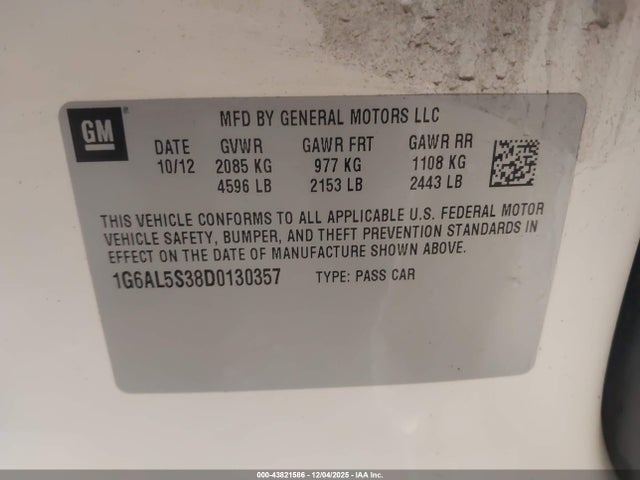 GM
MFD BY GENERAL MOTORS LLC
DATE GVWR GAWR FRT GAWR RR
10/12 2085 KG 977 KG 1108 KG
4596 LB 2153 LB 2443 LB
THIS VEHICLE CONFORMS TO ALL APPLICABLE U.S. FEDERAL MOTOR
VEHICLE SAFETY, BUMPER, AND THEFT PREVENTION STANDARDS IN
EFFECT ON THE DATE OF MANUFACTURE SHOWN ABOVE.
1G6AL5S38D0130357 TYPE: PASS CAR
000-43821586 - 12/04/2025 - IAA Inc.